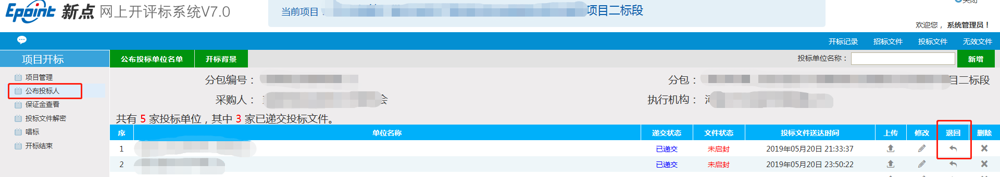 Epoint 新点 网上开评标系统V7.0
当前项目：项目二标段
关闭
欢迎您，系统管理员！
开标记录 招标文件 投标文件 无效文件
项目开标
公布投标单位名单 开标背景
投标单位名称： 新增
项目管理
公布投标人
保证金查看
投标文件解密
唱标
开标结束
分包编号： 分包： 目二标段
采购人： 会 执行机构：
共有 5 家投标单位，其中 3 家已递交投标文件。
序 单位名称 递交状态 文件状态 投标文件送达时间 上传 修改 退回 删除
1 已递交 未启封 2019年05月20日 21:33:37
2 已递交 未启封 2019年05月20日 23:50:22